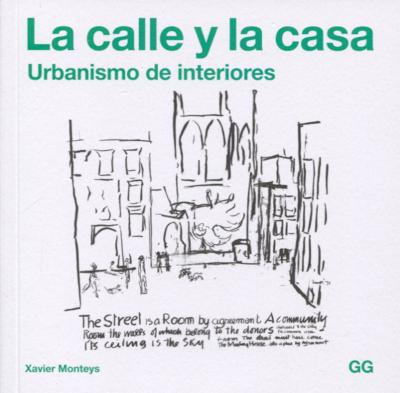 La calle y la casa
Urbanismo de interiores
The Street is a Room by agreement A community
Room the walls of which belong to the donors
Its ceiling is the sky
Xavier Monteys
GG